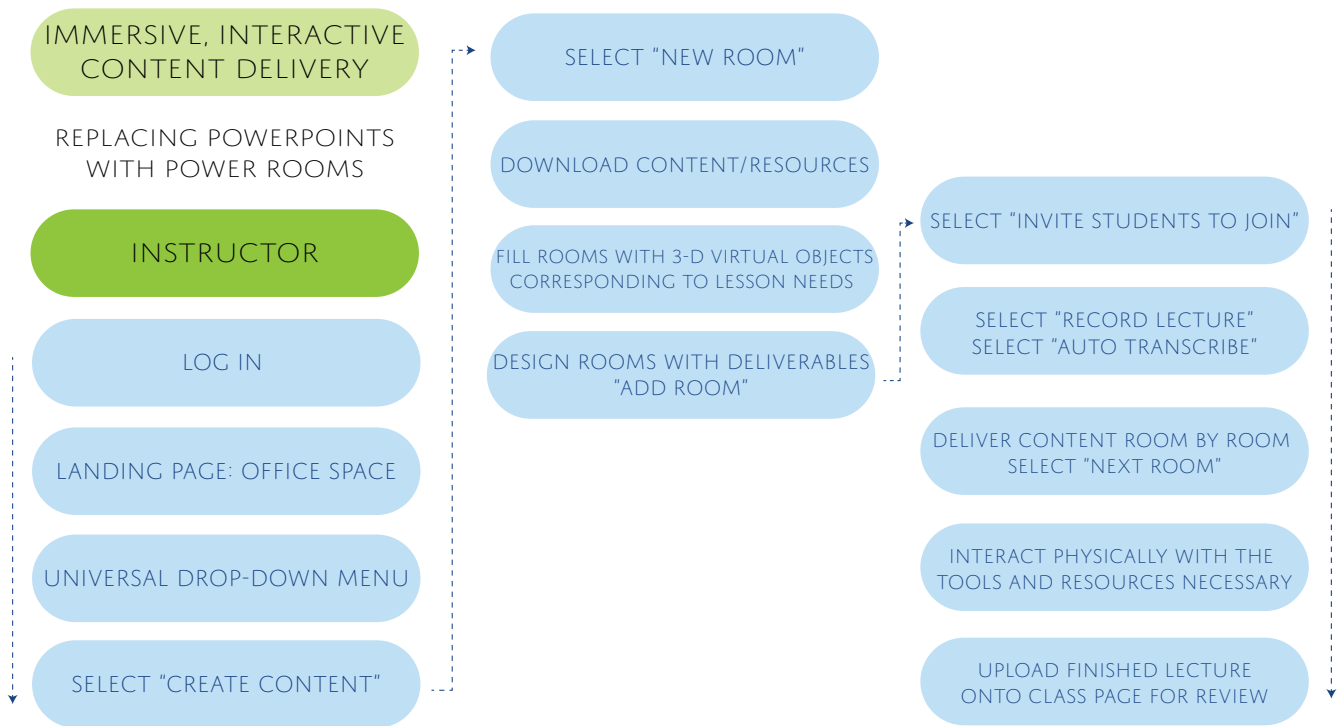 IMMERSIVE, INTERACTIVE
CONTENT DELIVERY
REPLACING POWERPOINTS
WITH POWER ROOMS
INSTRUCTOR
LOG IN
LANDING PAGE: OFFICE SPACE
UNIVERSAL DROP-DOWN MENU
SELECT "CREATE CONTENT"
SELECT "NEW ROOM"
DOWNLOAD CONTENT/RESOURCES
FILL ROOMS WITH 3-D VIRTUAL OBJECTS
CORRESPONDING TO LESSON NEEDS
DESIGN ROOMS WITH DELIVERABLES
"ADD ROOM"
SELECT "INVITE STUDENTS TO JOIN"
SELECT "RECORD LECTURE"
SELECT "AUTO TRANSCRIBE"
DELIVER CONTENT ROOM BY ROOM
SELECT "NEXT ROOM"
INTERACT PHYSICALLY WITH THE
TOOLS AND RESOURCES NECESSARY
UPLOAD FINISHED LECTURE
ONTO CLASS PAGE FOR REVIEW